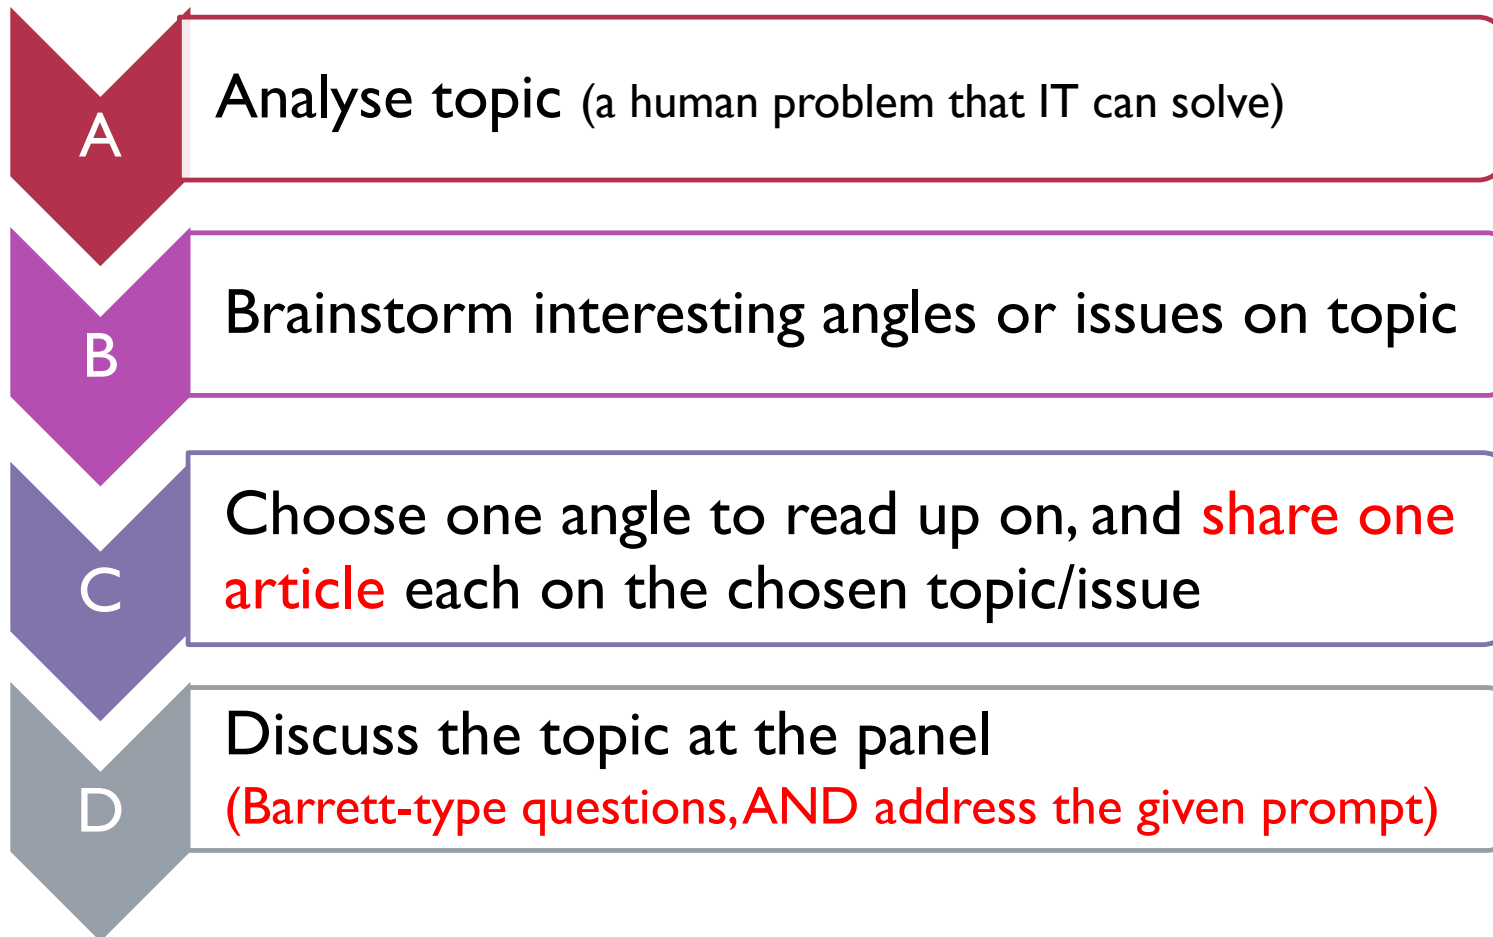 A
Analyse topic (a human problem that IT can solve)
B
Brainstorm interesting angles or issues on topic
C
Choose one angle to read up on, and share one
article each on the chosen topic/issue
D
Discuss the topic at the panel
(Barrett-type questions, AND address the given prompt)